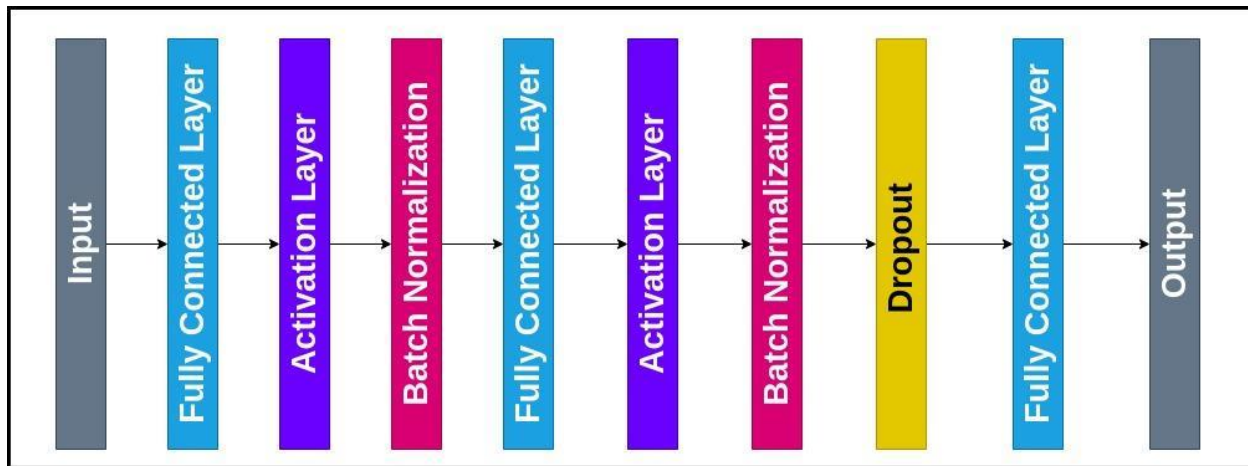 Input
Fully Connected Layer
Activation Layer
Batch Normalization
Fully Connected Layer
Activation Layer
Batch Normalization
Dropout
Fully Connected Layer
Output